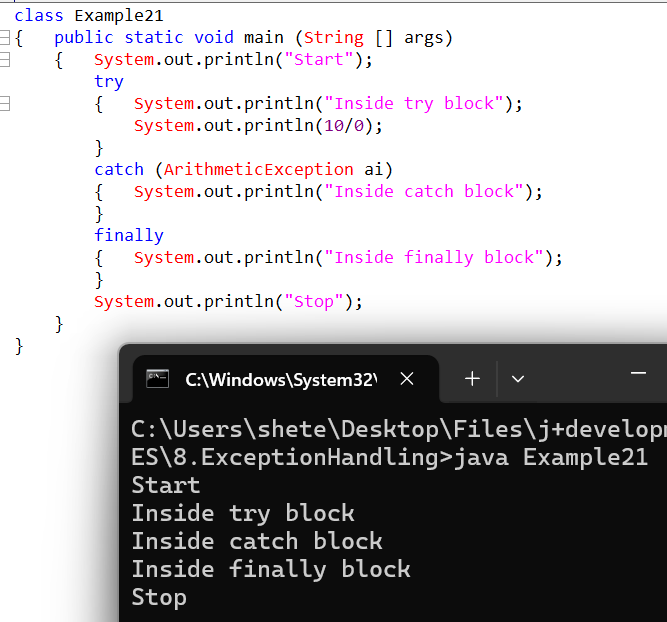 class Example21
{   public static void main (String [] args)
    {   System.out.println("Start");
        try
        {   System.out.println("Inside try block");
            System.out.println(10/0);
        }
        catch (ArithmeticException ai)
        {   System.out.println("Inside catch block");
        }
        finally
        {   System.out.println("Inside finally block");
        }
        System.out.println("Stop");
    }
}
C:\Windows\System32\
C:\Users\shete\Desktop\Files\j+developm
ES\8.ExceptionHandling>java Example21
Start
Inside try block
Inside catch block
Inside finally block
Stop